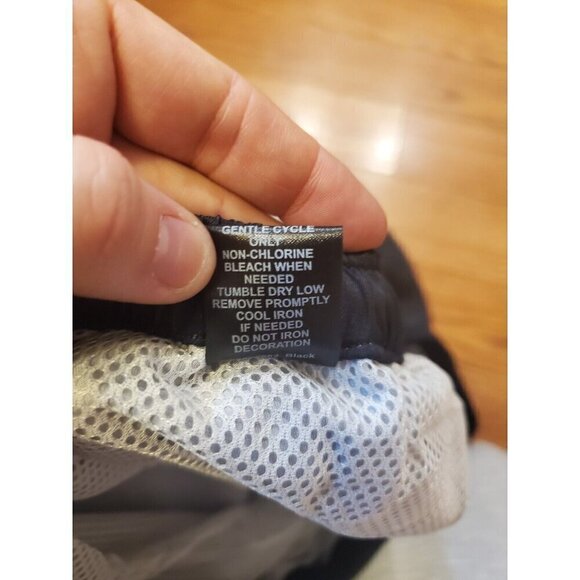 GENTLE CYCLE
ONLY
NON-CHLORINE
BLEACH WHEN
NEEDED
TUMBLE DRY LOW
REMOVE PROMPTLY
COOL IRON
IF NEEDED
DO NOT IRON
DECORATION
Black